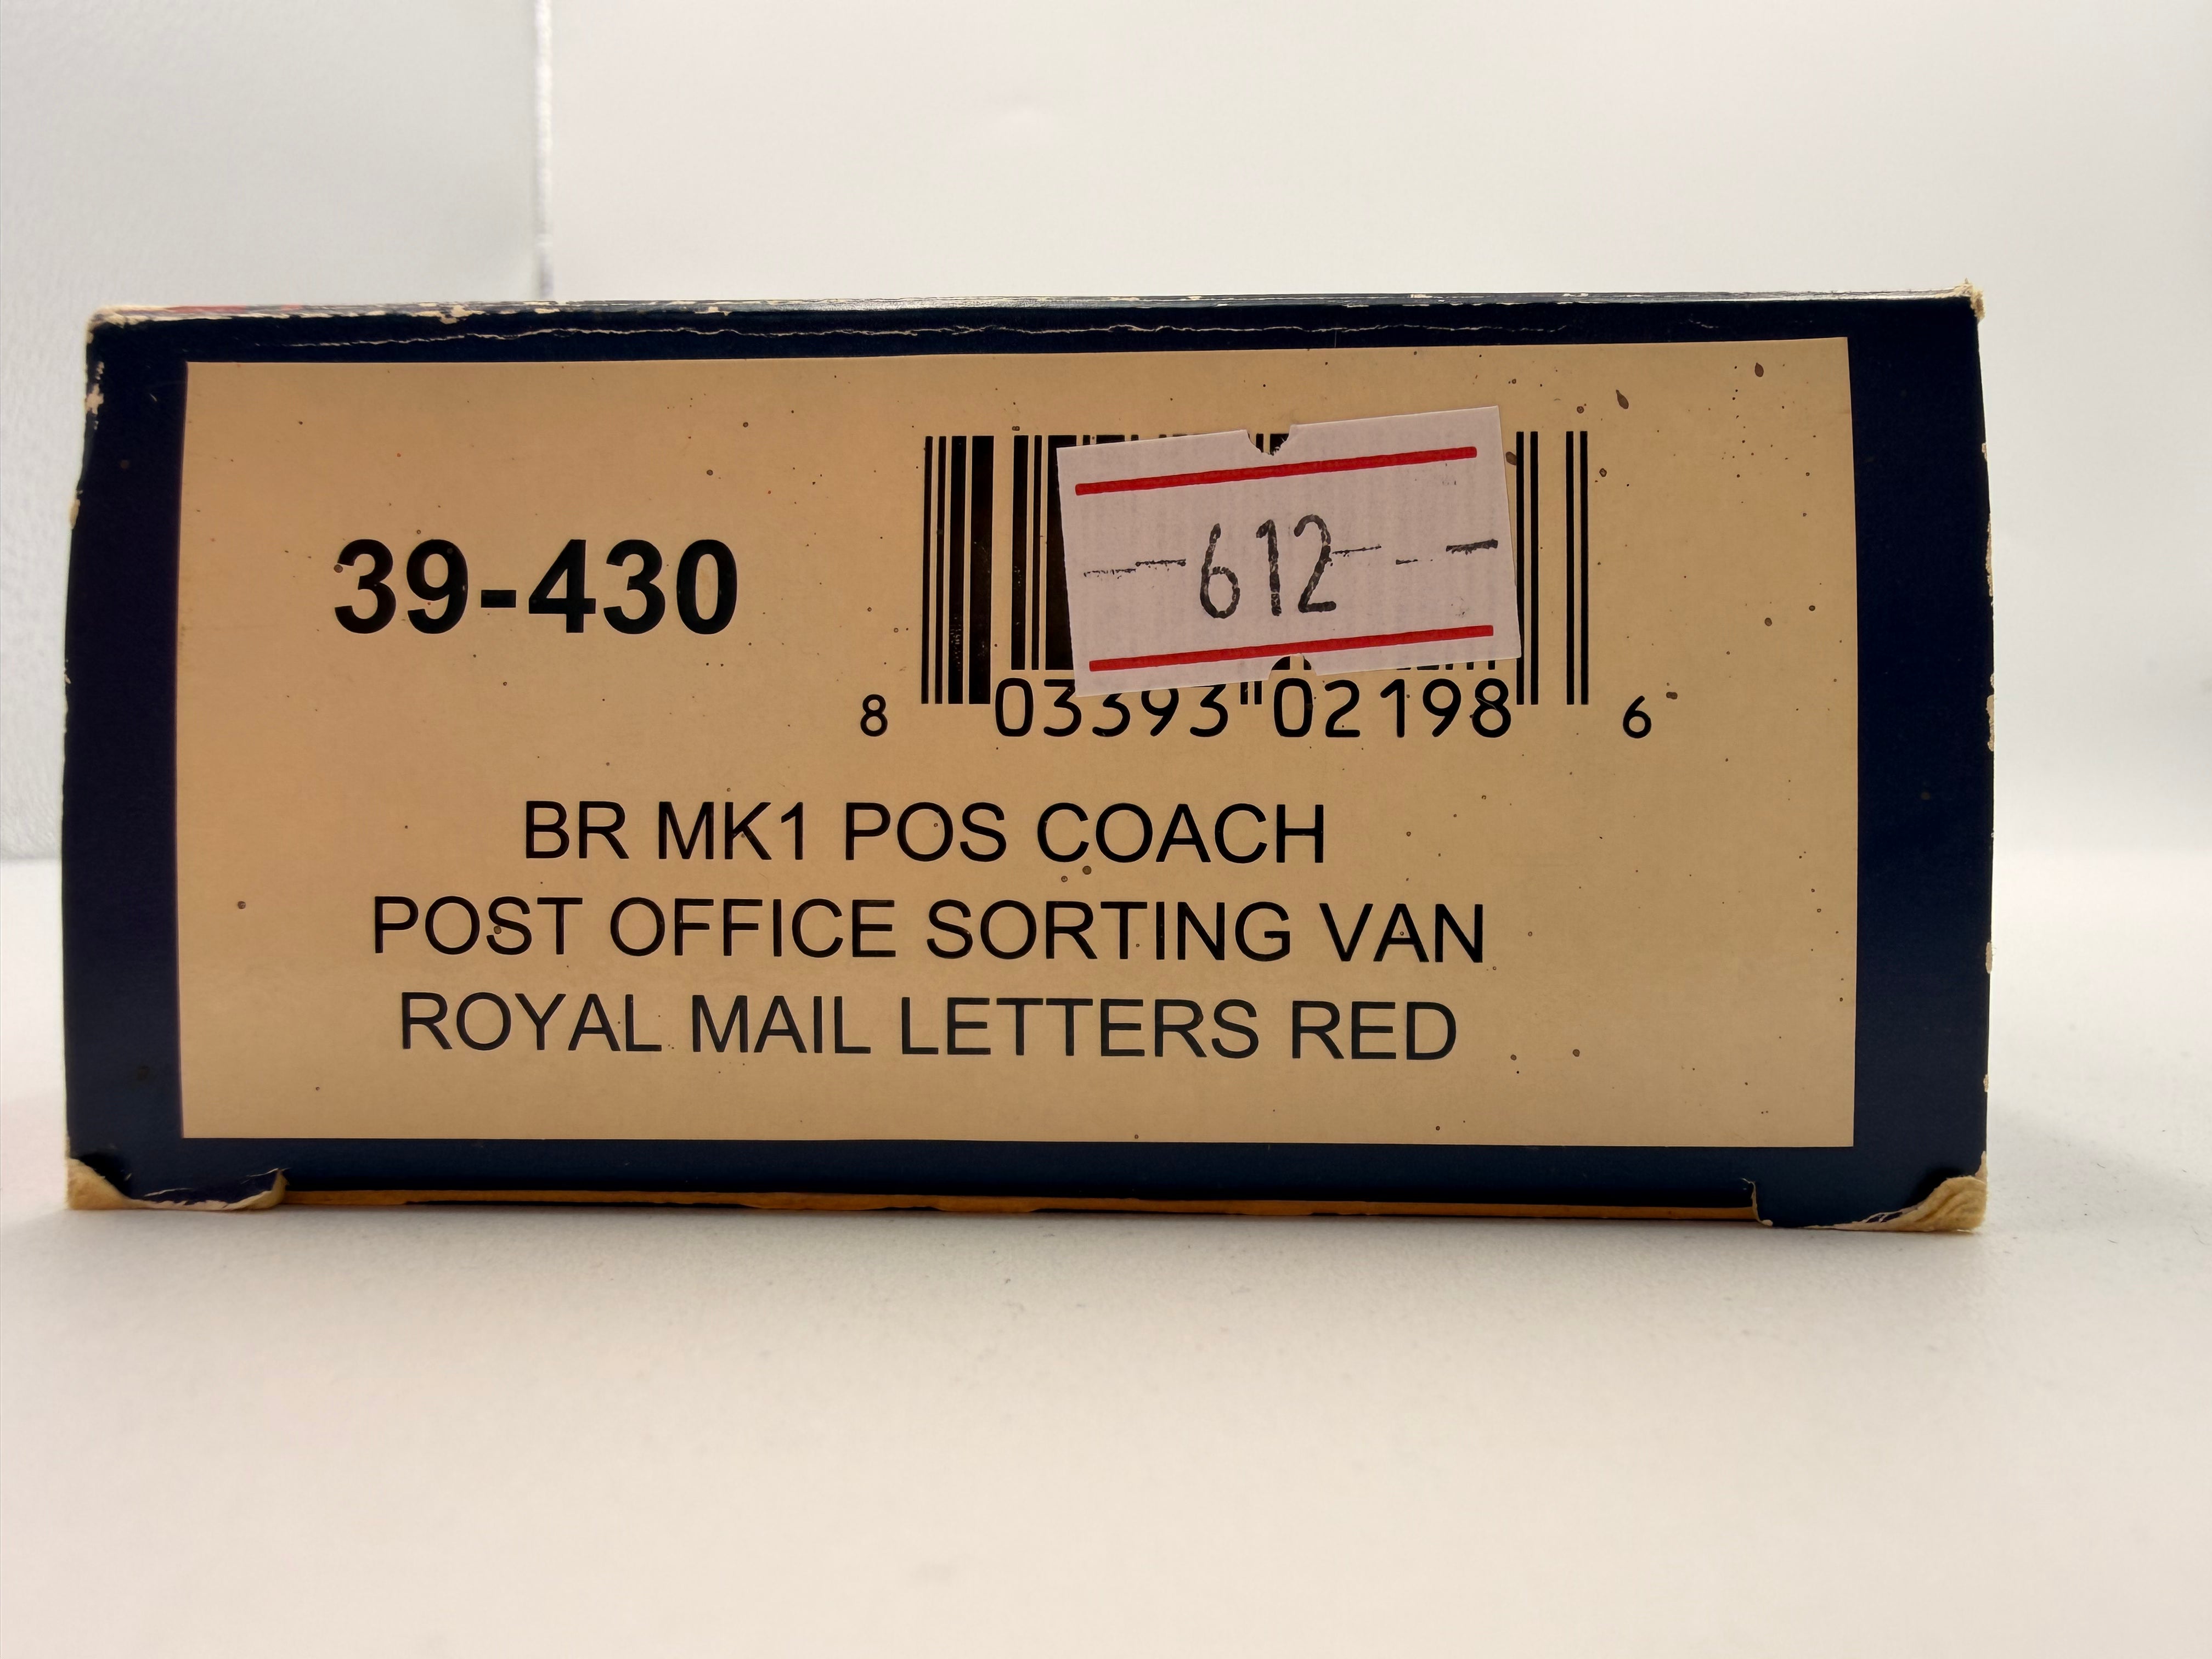 39-430
612
8 03393 02198 6
BR MK1 POS COACH
POST OFFICE SORTING VAN
ROYAL MAIL LETTERS RED